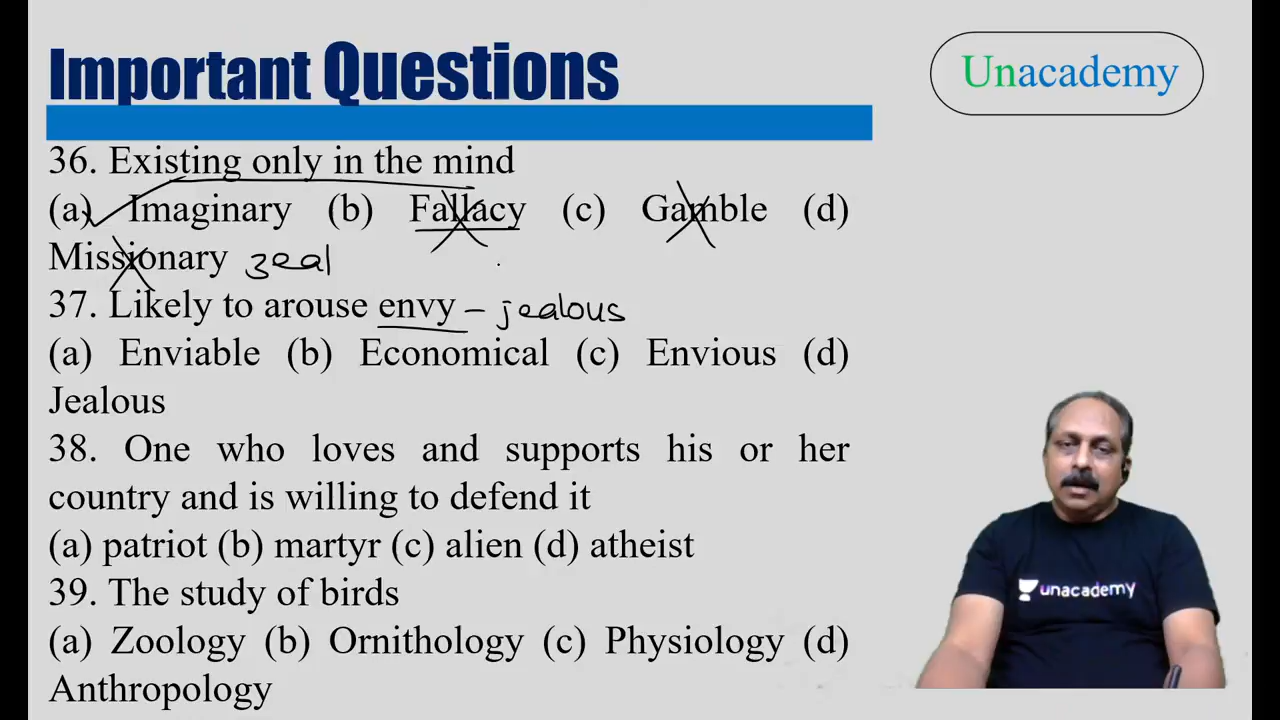 Important Questions
Unacademy
36. Existing only in the mind
(a) Imaginary (b) Fallacy (c) Gamble (d)
Missionary zeal
37. Likely to arouse envy – jealous
(a) Enviable (b) Economical (c) Envious (d)
Jealous
38. One who loves and supports his or her
country and is willing to defend it
(a) patriot (b) martyr (c) alien (d) atheist
39. The study of birds
(a) Zoology (b) Ornithology (c) Physiology (d)
Anthropology
unacademy